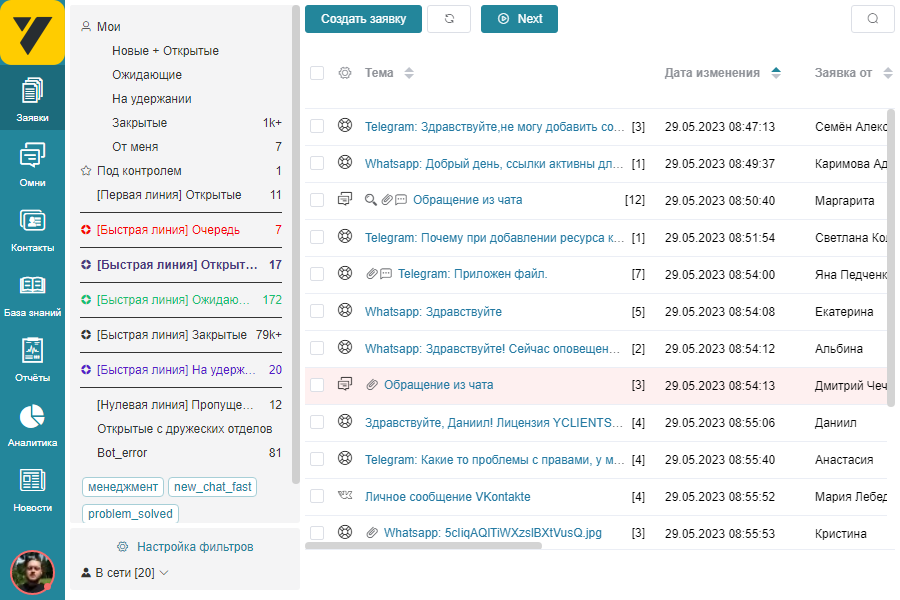 Заявки
Омни
Контакты
База знаний
Отчёты
Аналитика
Новости
Мои
Новые + Открытые
Ожидающие
На удержании
Закрытые 1k+
От меня 7
Под контролем 1
[Первая линия] Открытые 11
[Быстрая линия] Очередь 7
[Быстрая линия] Открыт... 17
[Быстрая линия] Ожидаю... 172
[Быстрая линия] Закрытые 79k+
[Быстрая линия] На удерж... 20
[Нулевая линия] Пропуще... 12
Открытые с дружеских отделов
Bot_error 81
менеджмент new_chat_fast
problem_solved
Настройка фильтров
В сети [20]
Создать заявку Next
Тема Дата изменения Заявка от
Telegram: Здравствуйте,не могу добавить со... [3] 29.05.2023 08:47:13 Семён Алекс
Whatsapp: Добрый день, ссылки активны дл... [1] 29.05.2023 08:49:37 Каримова Ад
Обращение из чата [12] 29.05.2023 08:50:40 Маргарита
Telegram: Почему при добавлении ресурса к... [1] 29.05.2023 08:51:54 Светлана Кол
Telegram: Приложен файл. [7] 29.05.2023 08:54:00 Яна Педченк
Whatsapp: Здравствуйте [5] 29.05.2023 08:54:08 Екатерина
Whatsapp: Здравствуйте! Сейчас оповещен... [2] 29.05.2023 08:54:12 Альбина
Обращение из чата [3] 29.05.2023 08:54:13 Дмитрий Чеч
Здравствуйте, Даниил! Лицензия YCLIENTS... [4] 29.05.2023 08:55:06 Даниил
Telegram: Какие то проблемы с правами, у м... [4] 29.05.2023 08:55:40 Анастасия
Личное сообщение VKontakte [4] 29.05.2023 08:55:52 Мария Лебед
Whatsapp: 5cIiqAQITiWXzsIBXtVusQ.jpg [3] 29.05.2023 08:55:53 Кристина